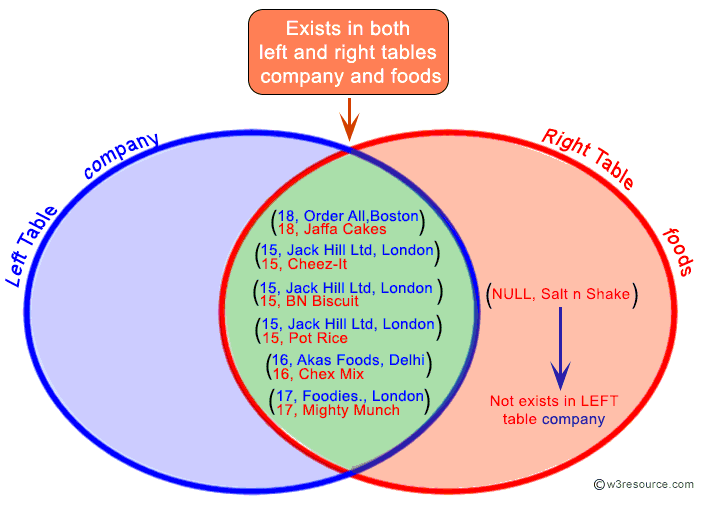 Exists in both
left and right tables
company and foods
Left Table
company
Right Table
foods
(18, Order All,Boston)
18, Jaffa Cakes
(15, Jack Hill Ltd, London)
15, Cheez-It
(15, Jack Hill Ltd, London)
15, BN Biscuit
(15, Jack Hill Ltd, London)
15, Pot Rice
(16, Akas Foods, Delhi)
16, Chex Mix
(17, Foodies., London)
17, Mighty Munch
(NULL, Salt n Shake)
Not exists in LEFT
table company
©w3resource.com